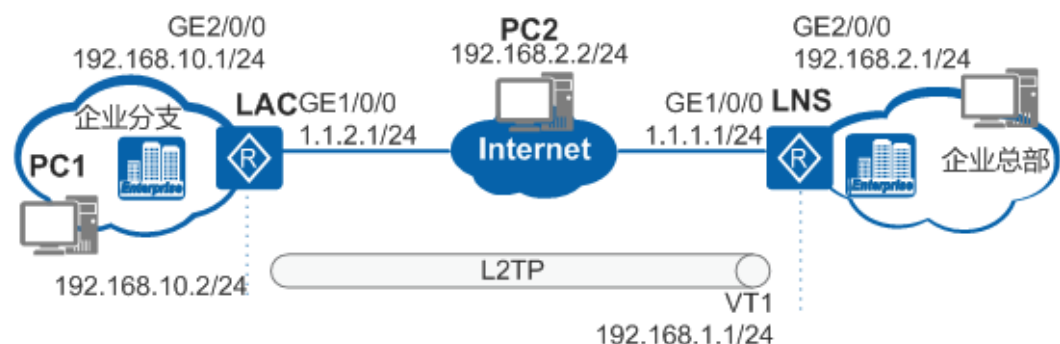 GE2/0/0
192.168.10.1/24
PC2
192.168.2.2/24
GE2/0/0
192.168.2.1/24
企业分支
LAC
GE1/0/0
1.1.2.1/24
Internet
GE1/0/0
1.1.1.1/24
LNS
企业总部
PC1
Enterprise
R
R
Enterprise
192.168.10.2/24
L2TP
VT1
192.168.1.1/24